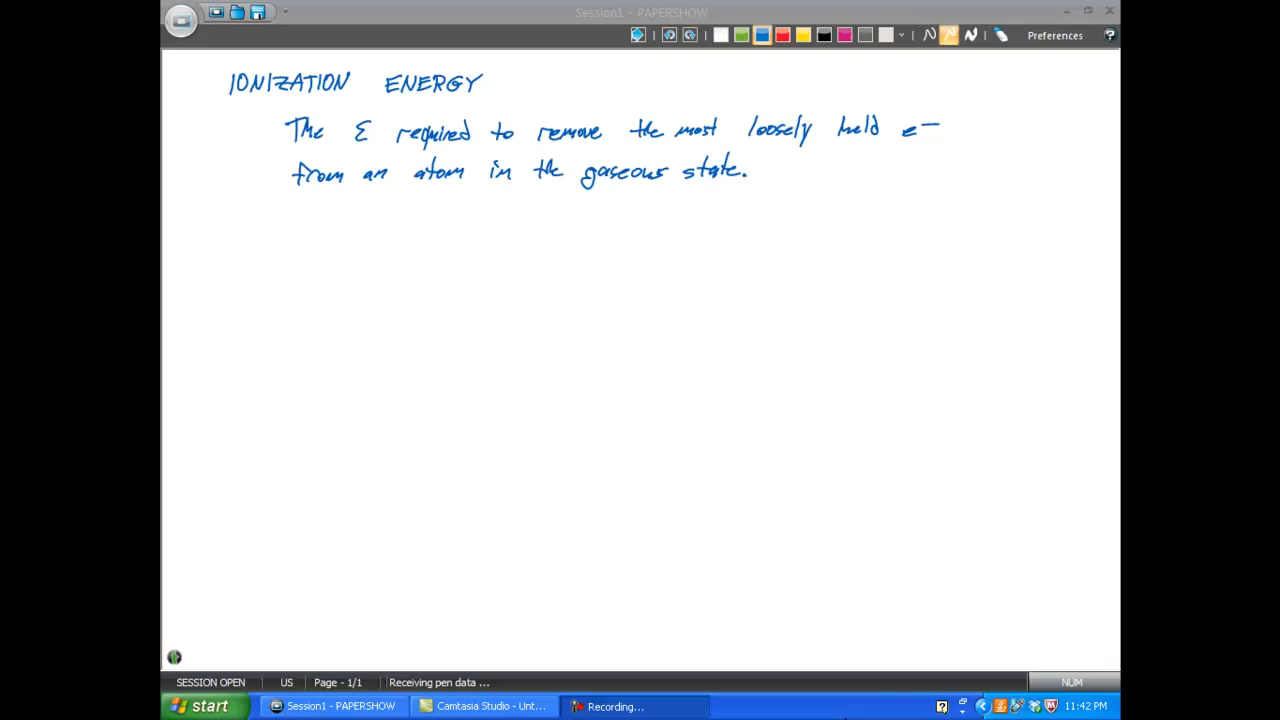 Session1 - PAPERSHOW
Preferences
IONIZATION ENERGY
The E required to remove the most loosely held e−
from an atom in the gaseous state.
SESSION OPEN US Page - 1/1 Receiving pen data ... NUM
start Session1 - PAPERSHOW Camtasia Studio - Unt... Recording... 11:42 PM